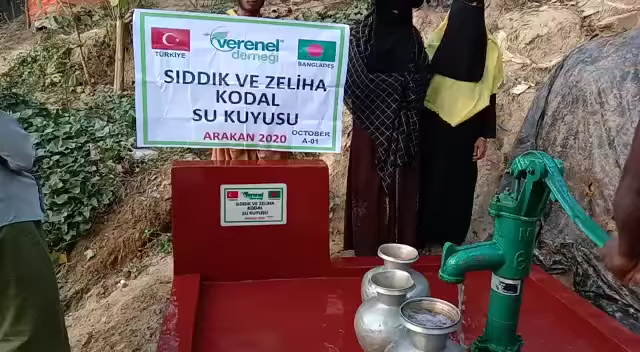 TÜRKİYE
verenel
derneği
BANGLADEŞ
SIDDIK VE ZELİHA
KODAL
SU KUYUSU
ARAKAN 2020
OCTOBER
A-01
verenel
SIDDIK VE ZELİHA
KODAL
SU KUYUSU